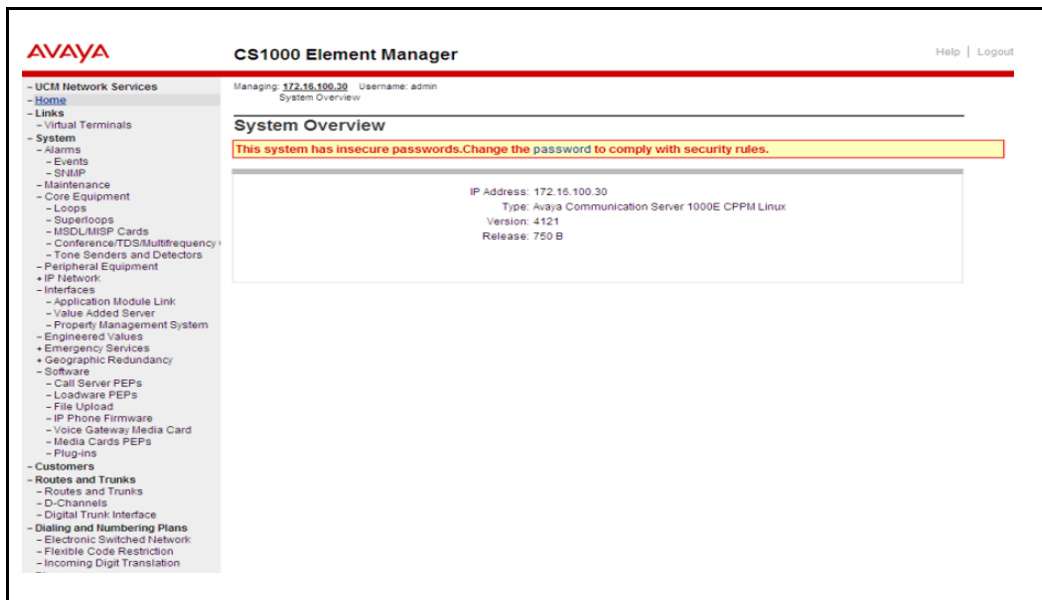 AVAYA
CS1000 Element Manager
Help | Logout
- UCM Network Services
- Home
- Links
- Virtual Terminals
- System
- Alarms
- Events
- SNMP
- Maintenance
- Core Equipment
- Loops
- Superloops
- MSDL/MISP Cards
- Conference/TDS/Multifrequency
- Tone Senders and Detectors
- Peripheral Equipment
+ IP Network
- Interfaces
- Application Module Link
- Value Added Server
- Property Management System
- Engineered Values
+ Emergency Services
+ Geographic Redundancy
- Software
- Call Server PEPs
- Loadware PEPs
- File Upload
- IP Phone Firmware
- Voice Gateway Media Card
- Media Cards PEPs
- Plug-ins
- Customers
- Routes and Trunks
- Routes and Trunks
- D-Channels
- Digital Trunk Interface
- Dialing and Numbering Plans
- Electronic Switched Network
- Flexible Code Restriction
- Incoming Digit Translation
Managing: 172.16.100.30 Username: admin
System Overview
System Overview
This system has insecure passwords.Change the password to comply with security rules.
IP Address: 172.16.100.30
Type: Avaya Communication Server 1000E CPPM Linux
Version: 4121
Release: 750 B